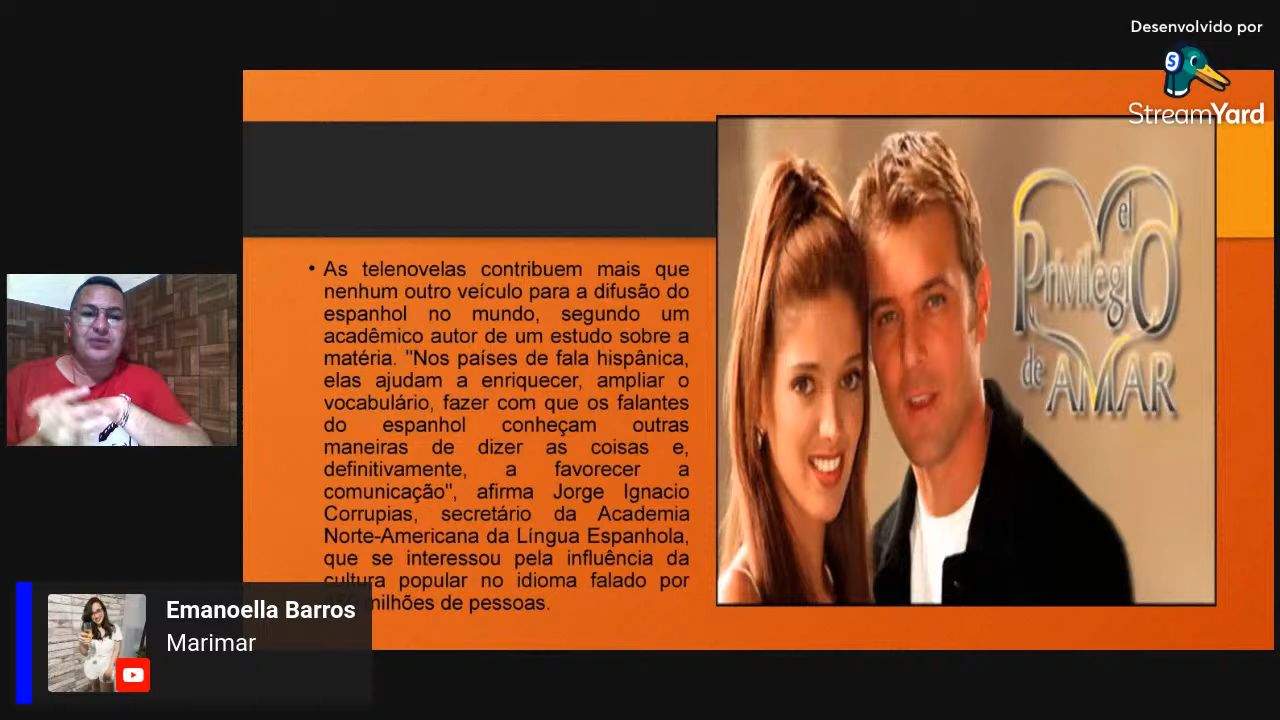 Desenvolvido por
StreamYard
• As telenovelas contribuem mais que
nenhum outro veículo para a difusão do
espanhol no mundo, segundo um
acadêmico autor de um estudo sobre a
matéria. "Nos países de fala hispânica,
elas ajudam a enriquecer, ampliar o
vocabulário, fazer com que os falantes
do espanhol conheçam outras
maneiras de dizer as coisas e,
definitivamente, a favorecer a
comunicação", afirma Jorge Ignacio
Corrupias, secretário da Academia
Norte-Americana da Língua Espanhola,
que se interessou pela influência da
cultura popular no idioma falado por
milhões de pessoas.
el
Privilegio
de AMAR
Emanoella Barros
Marimar